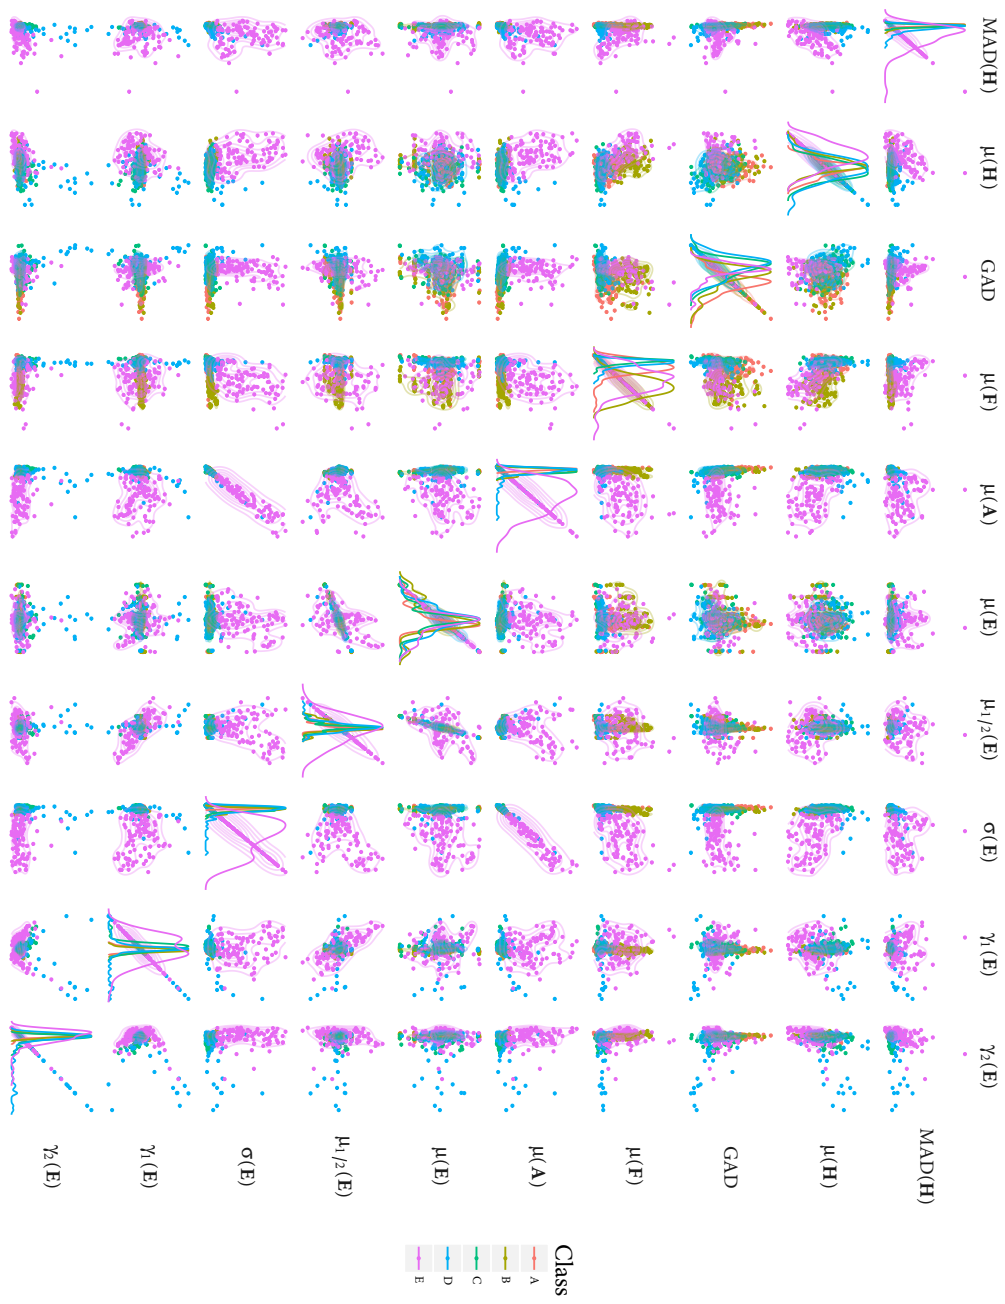 MAD(H)
μ(H)
GAD
μ(F)
μ(A)
μ(E)
μ1/2(E)
σ(E)
γ1(E)
γ2(E)
MAD(H)
μ(H)
GAD
μ(F)
μ(A)
μ(E)
μ1/2(E)
σ(E)
γ1(E)
γ2(E)
Class
A
B
C
D
E